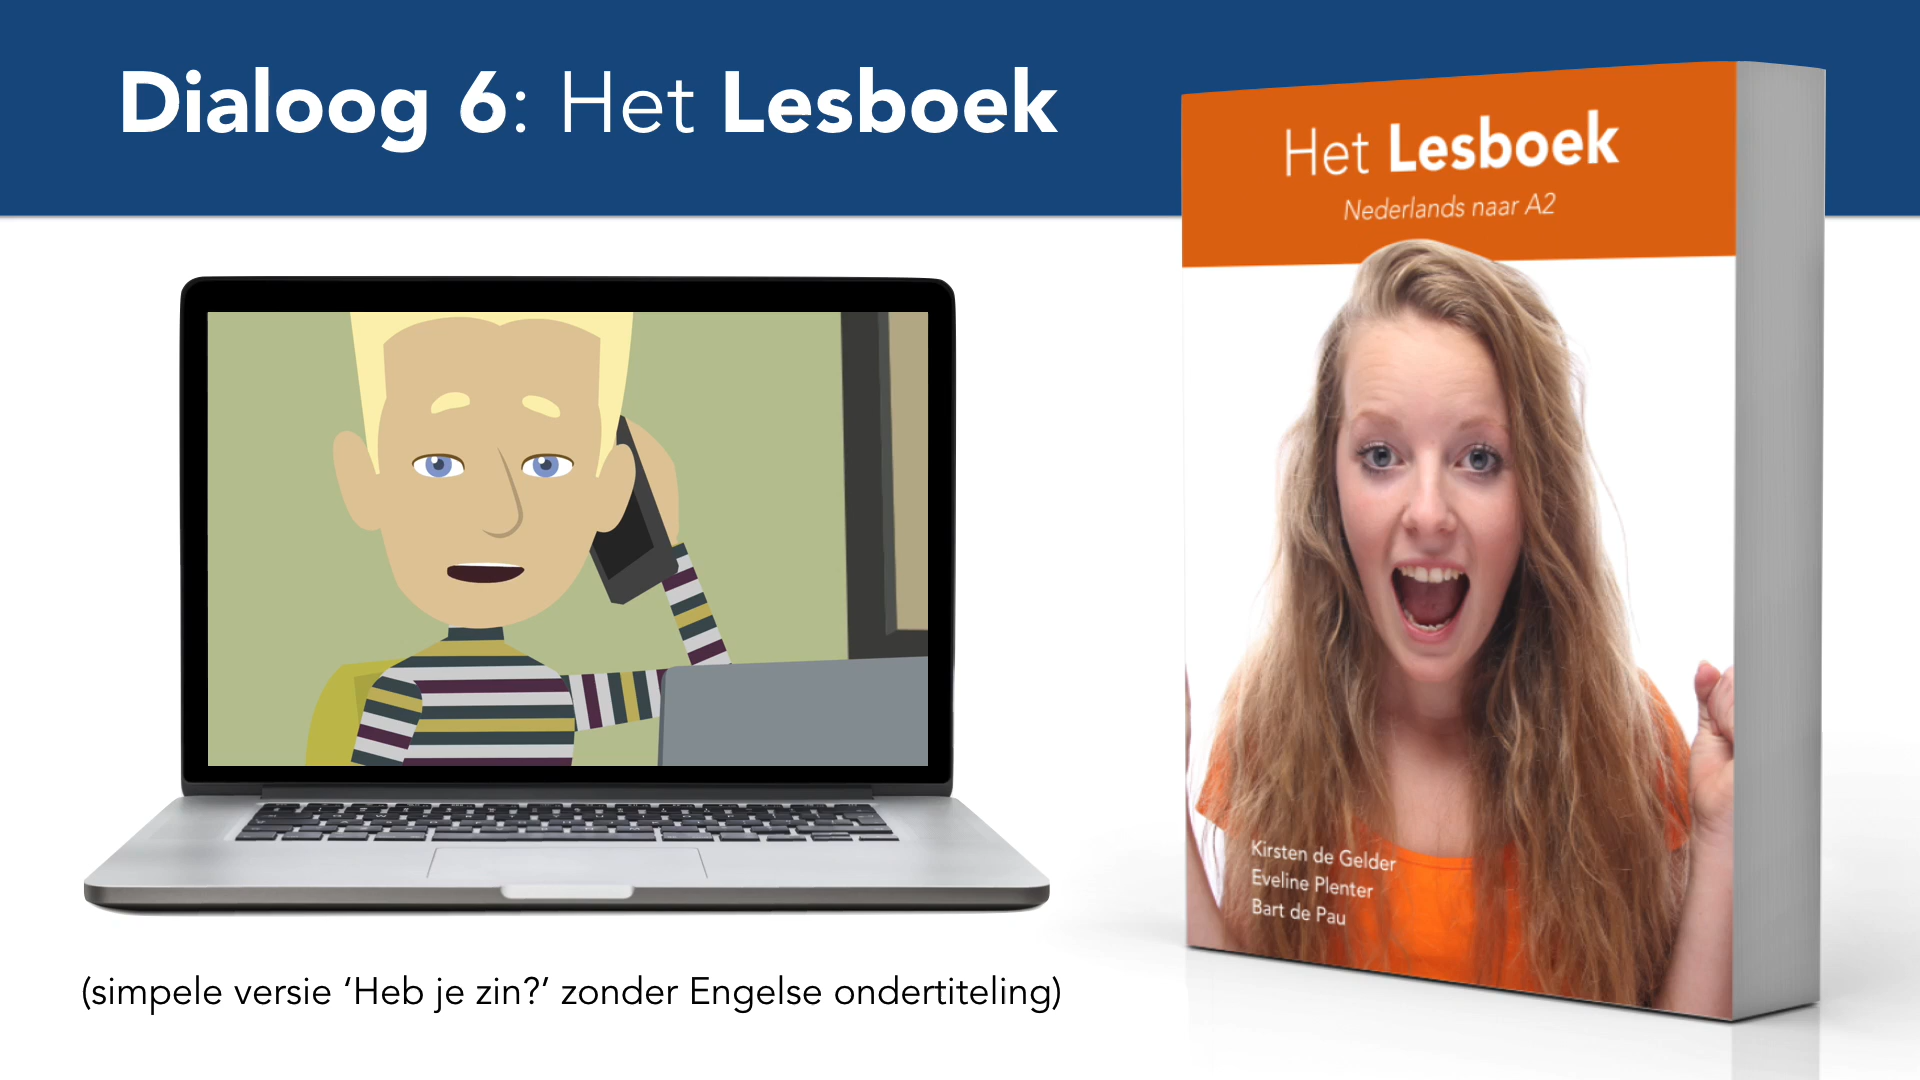 Dialoog 6: Het Lesboek
Het Lesboek
Nederlands naar A2
Kirsten de Gelder
Eveline Plenter
Bart de Pau
(simpele versie ‘Heb je zin?’ zonder Engelse ondertiteling)